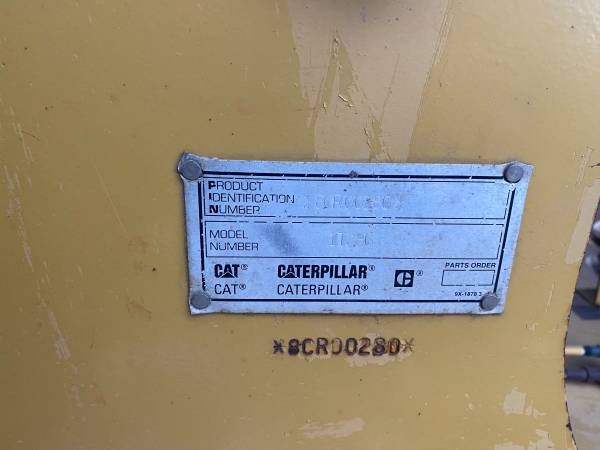 PRODUCT
IDENTIFICATION
NUMBER
MODEL
NUMBER
CAT® CATERPILLAR® ® PARTS ORDER
CAT® CATERPILLAR®
*8CR00280*